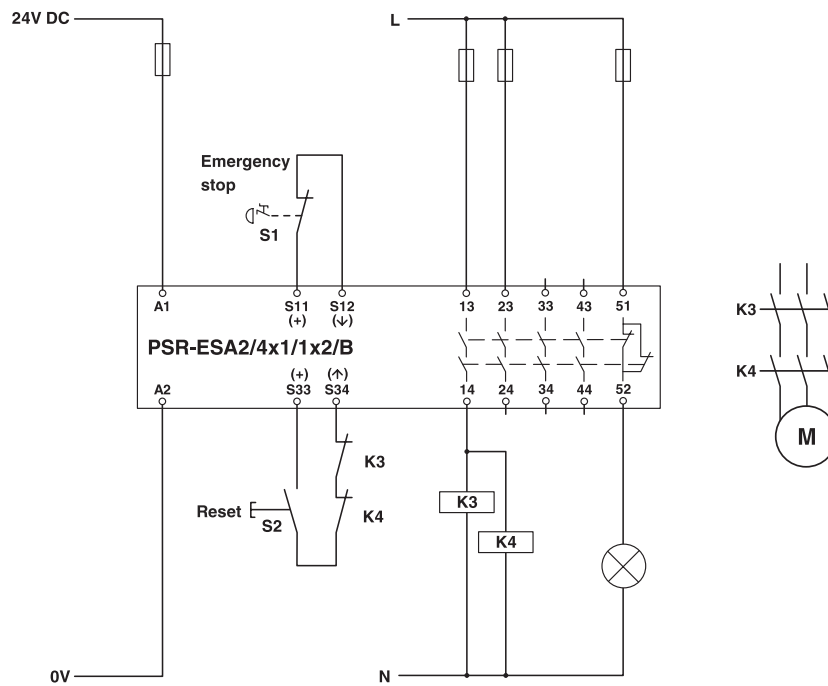 24V DC
L
Emergency
stop
S1
A1 S11 S12 13 23 33 43 51
(+) (↓)
PSR-ESA2/4x1/1x2/B
(+) (↑)
A2 S33 S34 14 24 34 44 52
K3
K4
M
K3
K4
Reset
S2
K3
K4
0V
N